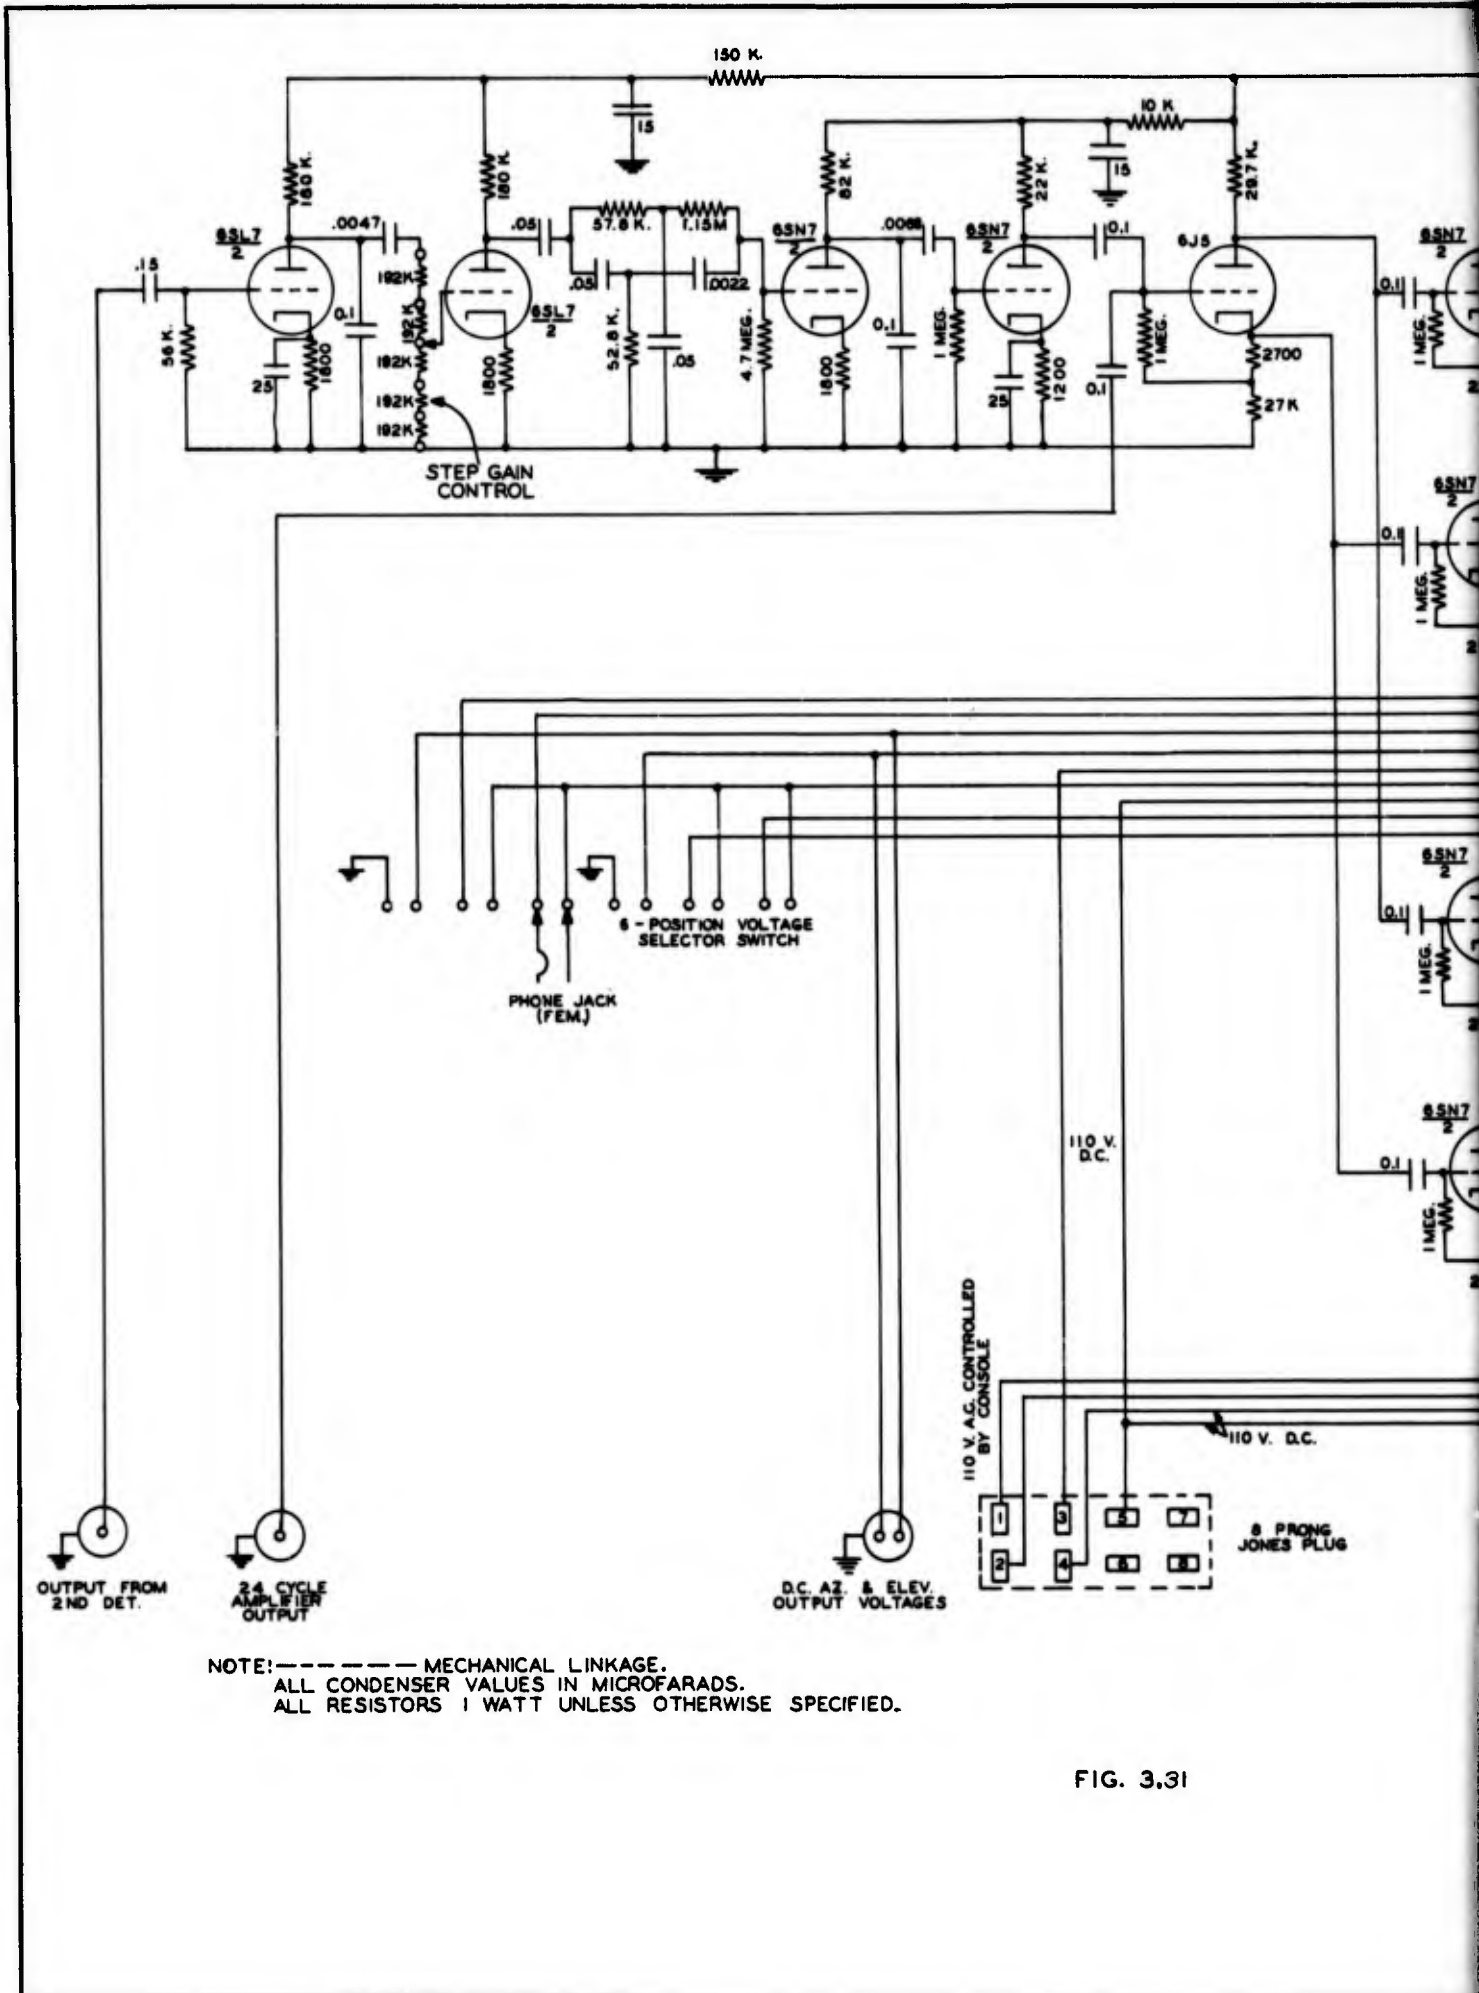 150 K.
10 K
15
15
180 K.
180 K.
82 K.
22 K.
29.7 K.
6SL7
2
.0047
.05
57.6 K.
1.15M
6SN7
2
.0068
6SN7
2
0.1
6J5
6SN7
2
.15
192K
192K
192K
192K
192K
6SL7
2
.05
.0022
0.1
56 K.
0.1
25
1800
1800
52.8 K.
.05
4.7 MEG.
1800
0.1
1 MEG.
25
1200
0.1
1 MEG.
2700
27K
1 MEG.
2
STEP GAIN
CONTROL
6SN7
2
0.1
1 MEG.
2
6SN7
2
0.1
1 MEG.
2
6 - POSITION VOLTAGE
SELECTOR SWITCH
PHONE JACK
(FEM.)
6SN7
2
0.1
1 MEG.
2
110 V.
D.C.
110 V. A.C. CONTROLLED
BY CONSOLE
110 V. D.C.
1
3
5
7
2
4
6
8
8 PRONG
JONES PLUG
OUTPUT FROM
2ND DET.
24 CYCLE
AMPLIFIER
OUTPUT
D.C. AZ. & ELEV.
OUTPUT VOLTAGES
NOTE:------ MECHANICAL LINKAGE.
ALL CONDENSER VALUES IN MICROFARADS.
ALL RESISTORS 1 WATT UNLESS OTHERWISE SPECIFIED.
FIG. 3.31